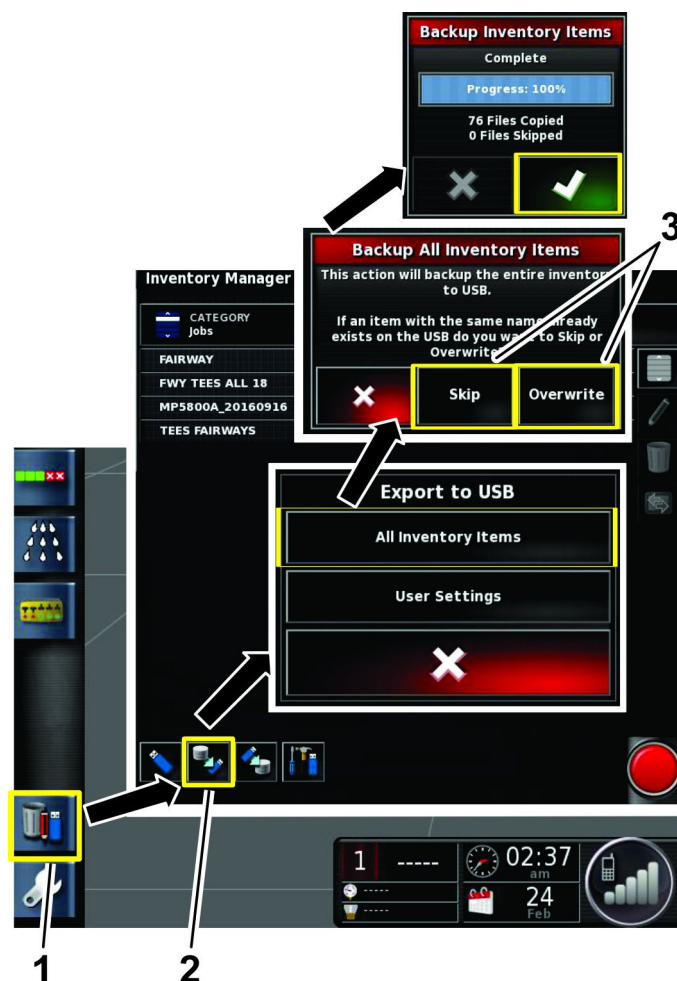 Backup Inventory Items
Complete
Progress: 100%
76 Files Copied
0 Files Skipped
3
Backup All Inventory Items
This action will backup the entire inventory
to USB.
If an item with the same name already
exists on the USB do you want to Skip or
Overwrite
Skip
Overwrite
Inventory Manager
CATEGORY
Jobs
FAIRWAY
FWY TEES ALL 18
MP5800A_20160916
TEES FAIRWAYS
Export to USB
All Inventory Items
User Settings
1
-----
-----
-----
02:37
am
24
Feb
1
2